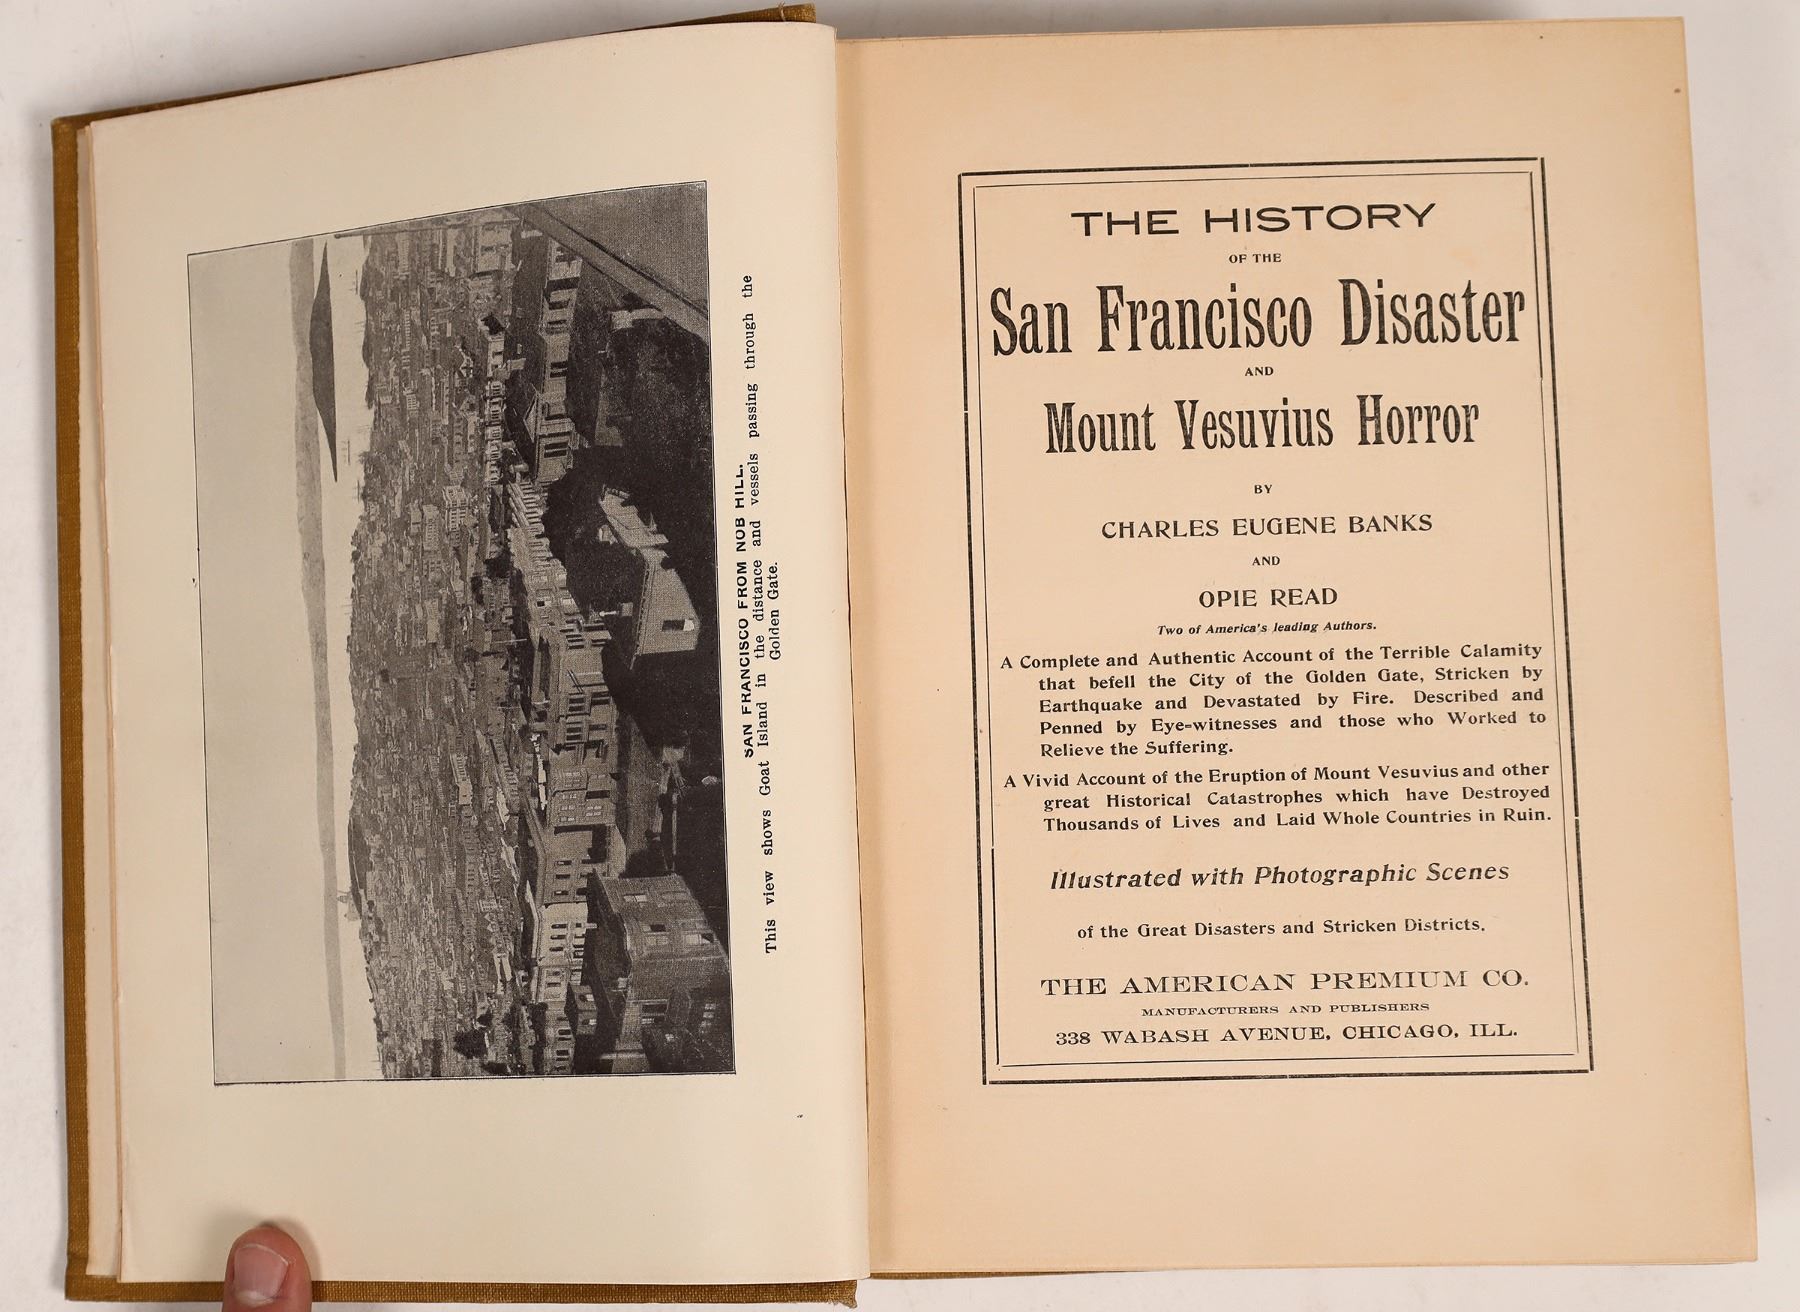 SAN FRANCISCO FROM NOB HILL.
This view shows Goat Island in the distance and vessels passing through the
Golden Gate.
THE HISTORY
OF THE
San Francisco Disaster
AND
Mount Vesuvius Horror
BY
CHARLES EUGENE BANKS
AND
OPIE READ
Two of America's leading Authors.
A Complete and Authentic Account of the Terrible Calamity
that befell the City of the Golden Gate, Stricken by
Earthquake and Devastated by Fire. Described and
Penned by Eye-witnesses and those who Worked to
Relieve the Suffering.
A Vivid Account of the Eruption of Mount Vesuvius and other
great Historical Catastrophes which have Destroyed
Thousands of Lives and Laid Whole Countries in Ruin.
Illustrated with Photographic Scenes
of the Great Disasters and Stricken Districts.
THE AMERICAN PREMIUM CO.
MANUFACTURERS AND PUBLISHERS
338 WABASH AVENUE, CHICAGO, ILL.